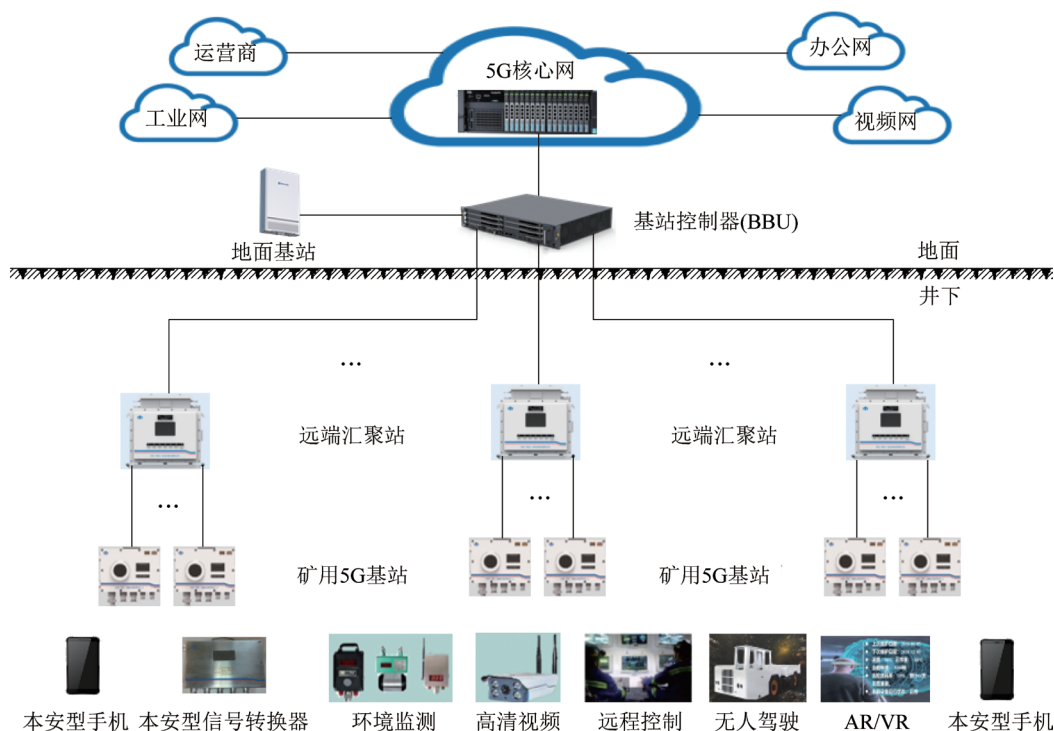 运营商
办公网
5G核心网
工业网
视频网
基站控制器(BBU)
地面基站
地面
井下
...
...
远端汇聚站
远端汇聚站
...
...
...
矿用5G基站
矿用5G基站
本安型手机
本安型信号转换器
环境监测
高清视频
远程控制
无人驾驶
AR/VR
本安型手机